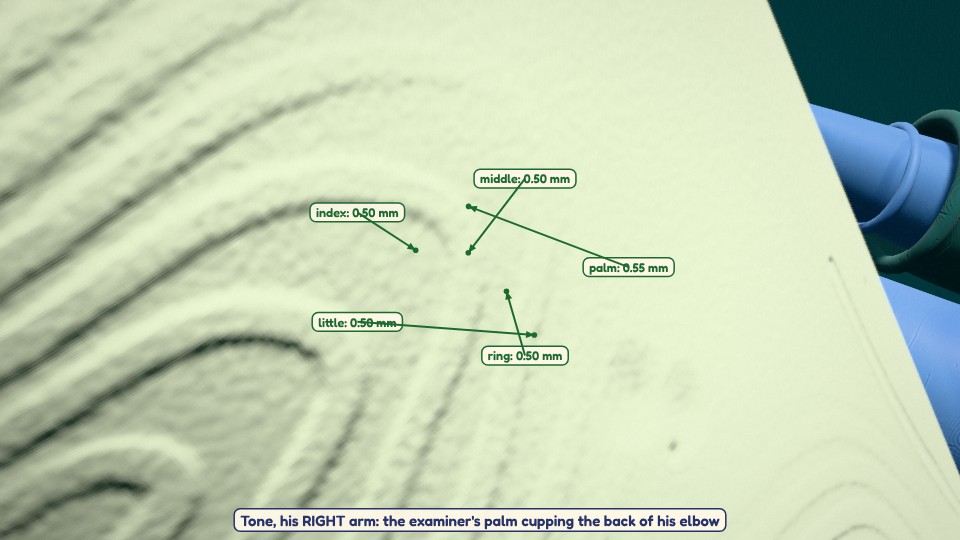 middle: 0.50 mm
index: 0.50 mm
palm: 0.55 mm
little: 0.50 mm
ring: 0.50 mm
Tone, his RIGHT arm: the examiner's palm cupping the back of his elbow